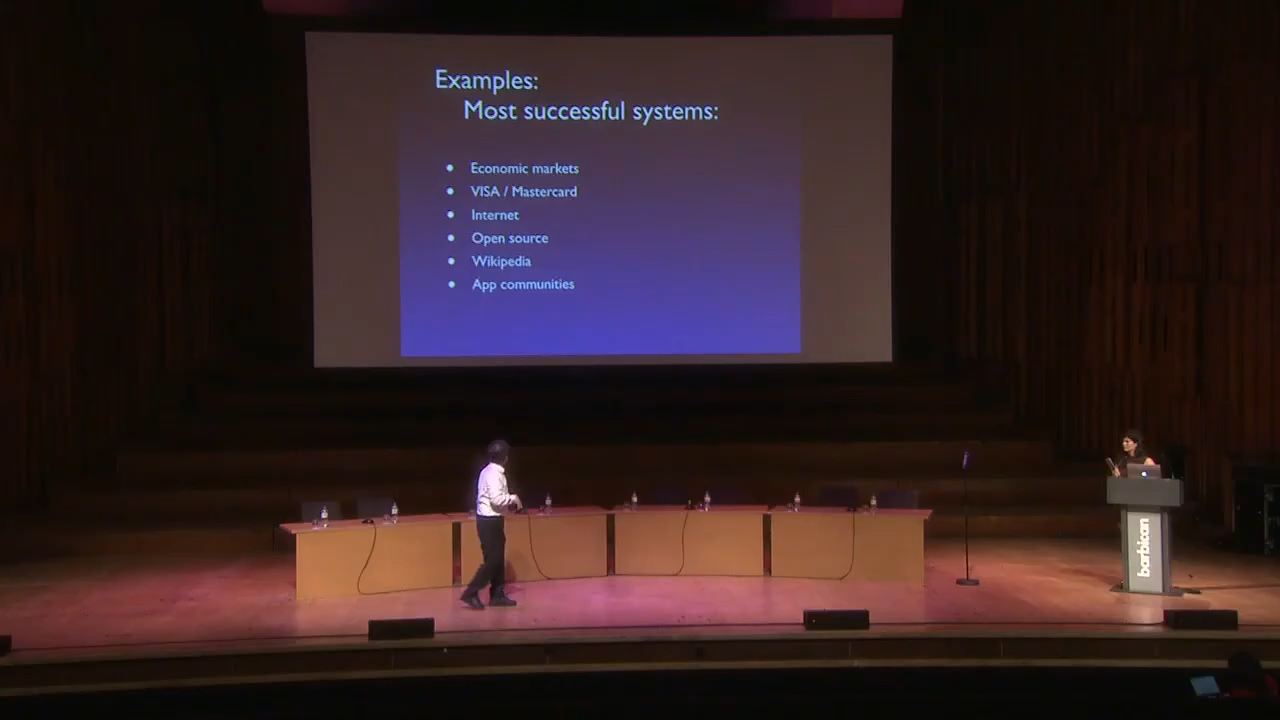 Examples:
Most successful systems:
• Economic markets
• VISA / Mastercard
• Internet
• Open source
• Wikipedia
• App communities
barbican